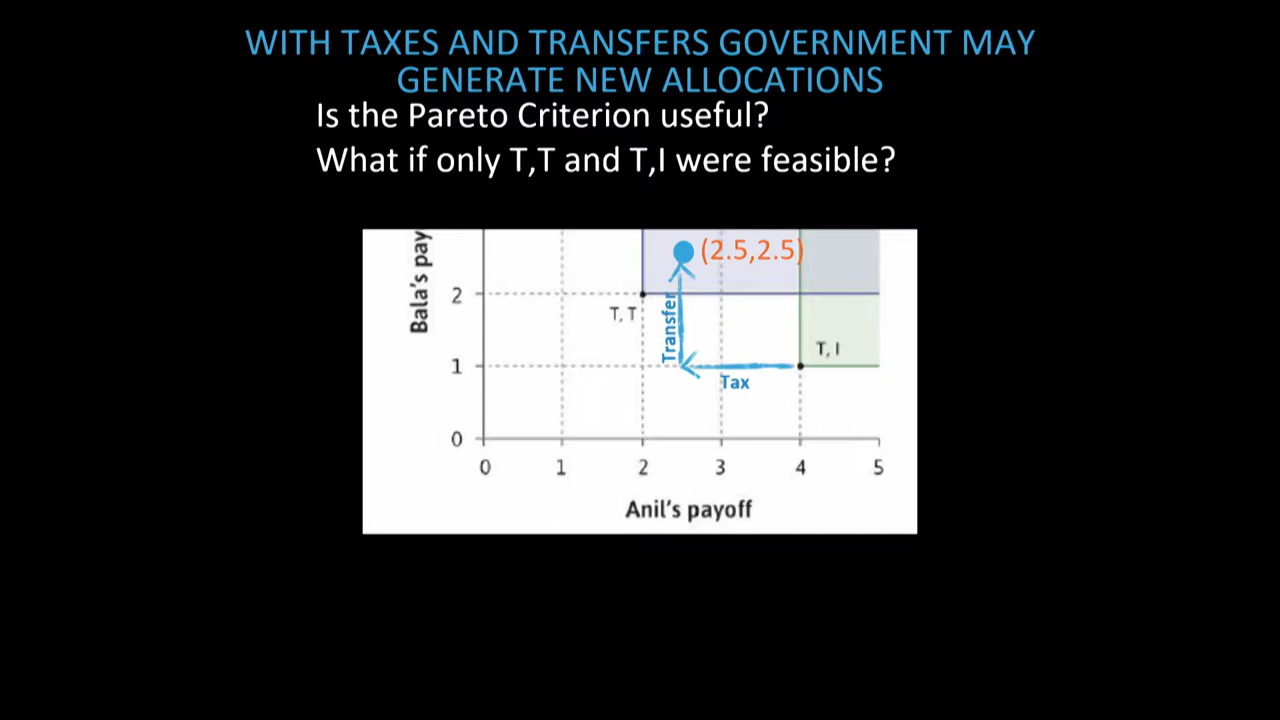 WITH TAXES AND TRANSFERS GOVERNMENT MAY
GENERATE NEW ALLOCATIONS
Is the Pareto Criterion useful?
What if only T,T and T,I were feasible?
Bala's pay
(2.5,2.5)
2
T, T
Transfer
T, I
1
Tax
0
0 1 2 3 4 5
Anil's payoff